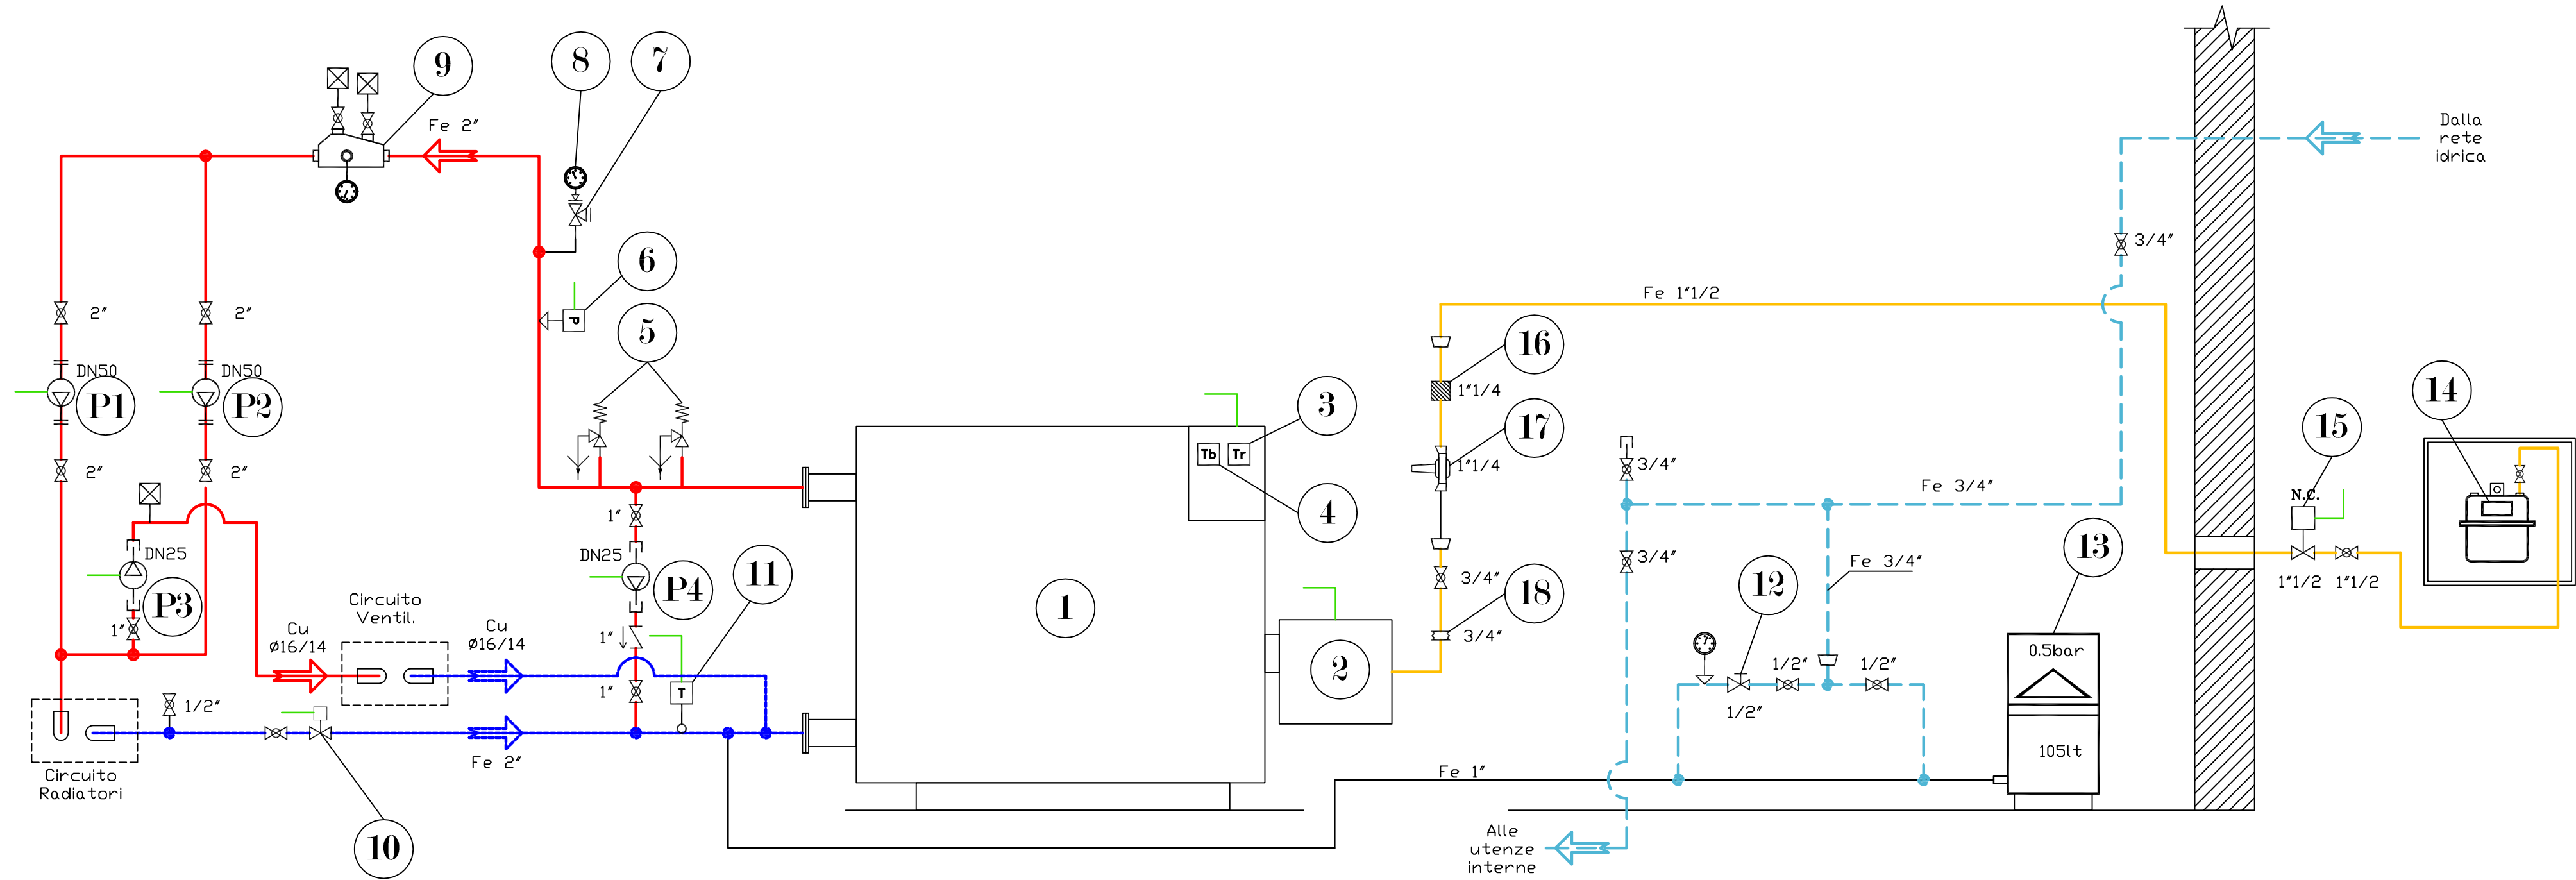 9
8
7
Fe 2"
Dalla
rete
idrica
3/4"
6
Fe 1"1/2
2"
2"
P
5
16
DN50
DN50
1"1/4
14
P1
P2
3
15
17
Tb
Tr
3/4"
1"1/4
2"
2"
Fe 3/4"
N.C.
4
1"
DN25
DN25
3/4"
13
Fe 3/4"
11
12
3/4"
1"1/2
1"1/2
P3
P4
18
Circuito
Ventil.
1
1"
Cu
ø16/14
Cu
ø16/14
1"
3/4"
0.5bar
2
1/2"
1/2"
1"
T
1/2"
1/2"
105lt
Fe 2"
Fe 1"
Circuito
Radiatori
10
Alle
utenze
interne